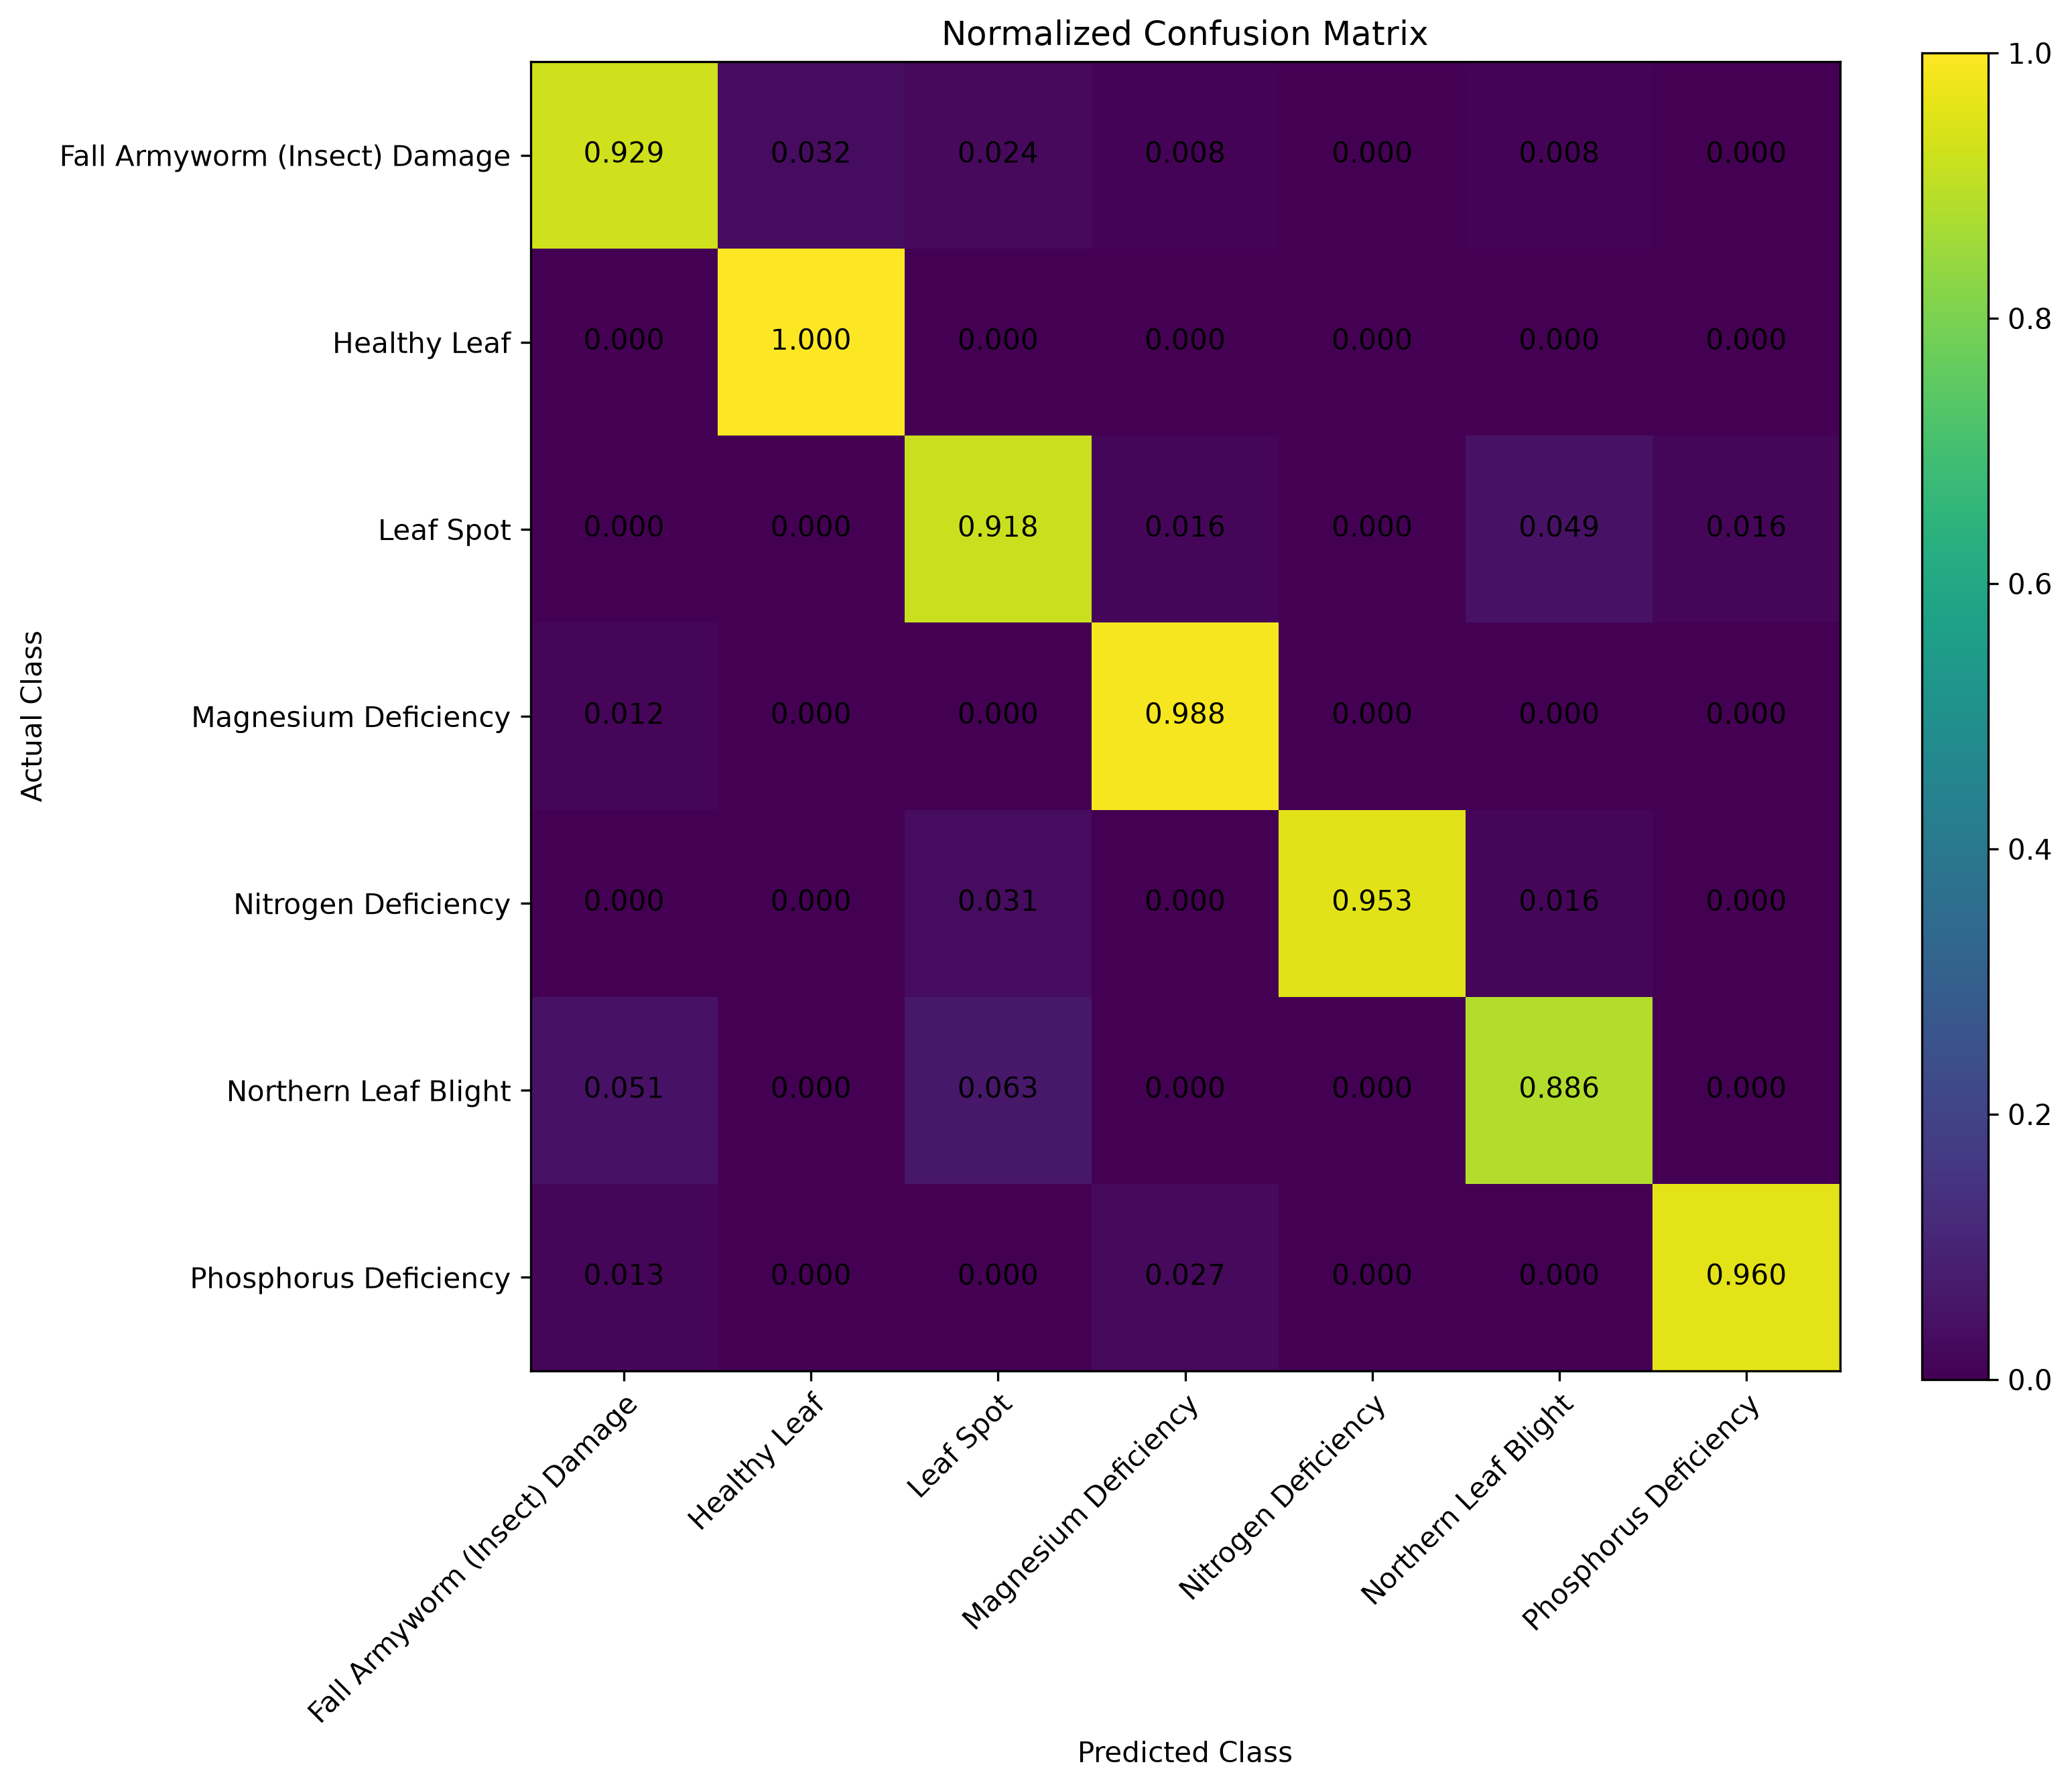 Normalized Confusion Matrix
Fall Armyworm (Insect) Damage 0.929 0.032 0.024 0.008 0.000 0.008 0.000
Healthy Leaf 0.000 1.000 0.000 0.000 0.000 0.000 0.000
Leaf Spot 0.000 0.000 0.918 0.016 0.000 0.049 0.016
Magnesium Deficiency 0.012 0.000 0.000 0.988 0.000 0.000 0.000
Nitrogen Deficiency 0.000 0.000 0.031 0.000 0.953 0.016 0.000
Northern Leaf Blight 0.051 0.000 0.063 0.000 0.000 0.886 0.000
Phosphorus Deficiency 0.013 0.000 0.000 0.027 0.000 0.000 0.960
Actual Class
Fall Armyworm (Insect) Damage
Healthy Leaf
Leaf Spot
Magnesium Deficiency
Nitrogen Deficiency
Northern Leaf Blight
Phosphorus Deficiency
Predicted Class
1.0
0.8
0.6
0.4
0.2
0.0